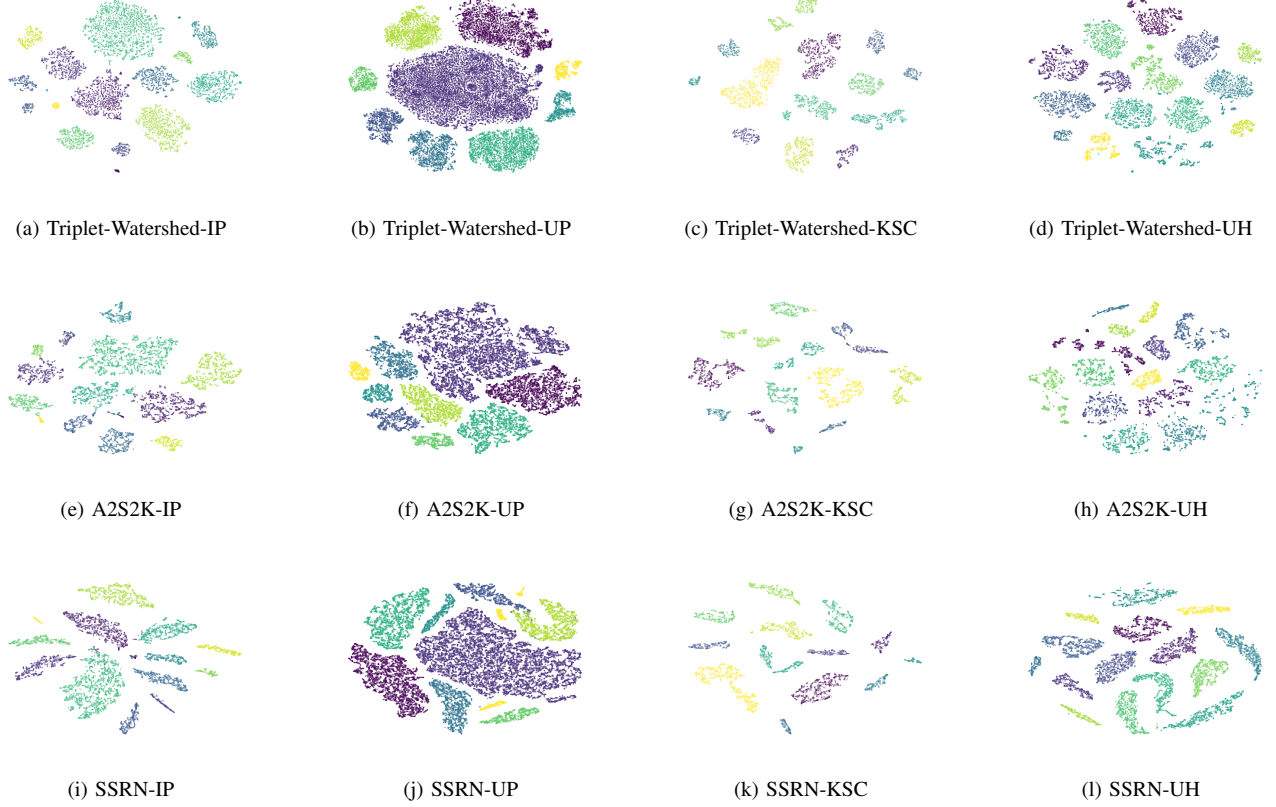 (a) Triplet-Watershed-IP
(b) Triplet-Watershed-UP
(c) Triplet-Watershed-KSC
(d) Triplet-Watershed-UH
(e) A2S2K-IP
(f) A2S2K-UP
(g) A2S2K-KSC
(h) A2S2K-UH
(i) SSRN-IP
(j) SSRN-UP
(k) SSRN-KSC
(l) SSRN-UH